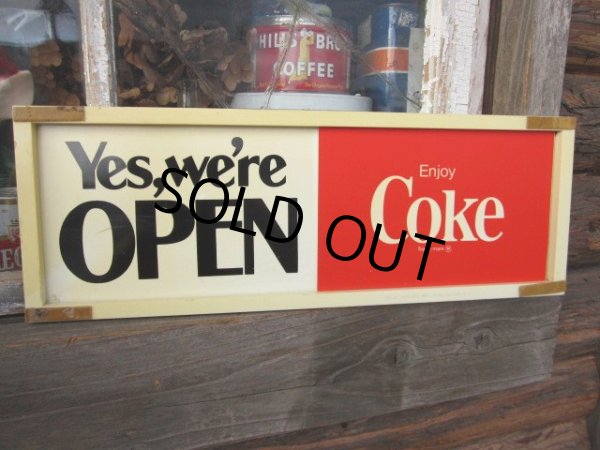 HILLS BRO
COFFEE
Yes, we're
OPEN
Enjoy
Coke
SOLD OUT